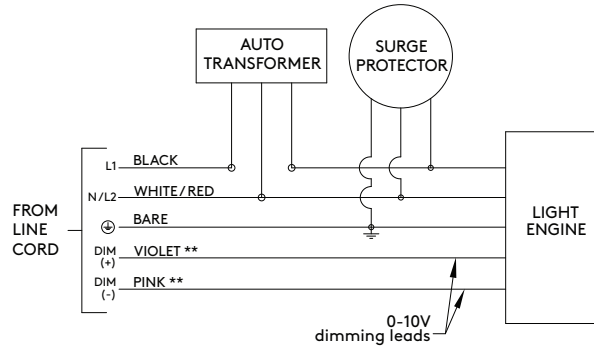 AUTO
TRANSFORMER
SURGE
PROTECTOR
L1 BLACK
N/L2 WHITE/RED
BARE
DIM
(+)
VIOLET **
DIM
(-)
PINK **
FROM
LINE
CORD
LIGHT
ENGINE
0-10V
dimming leads